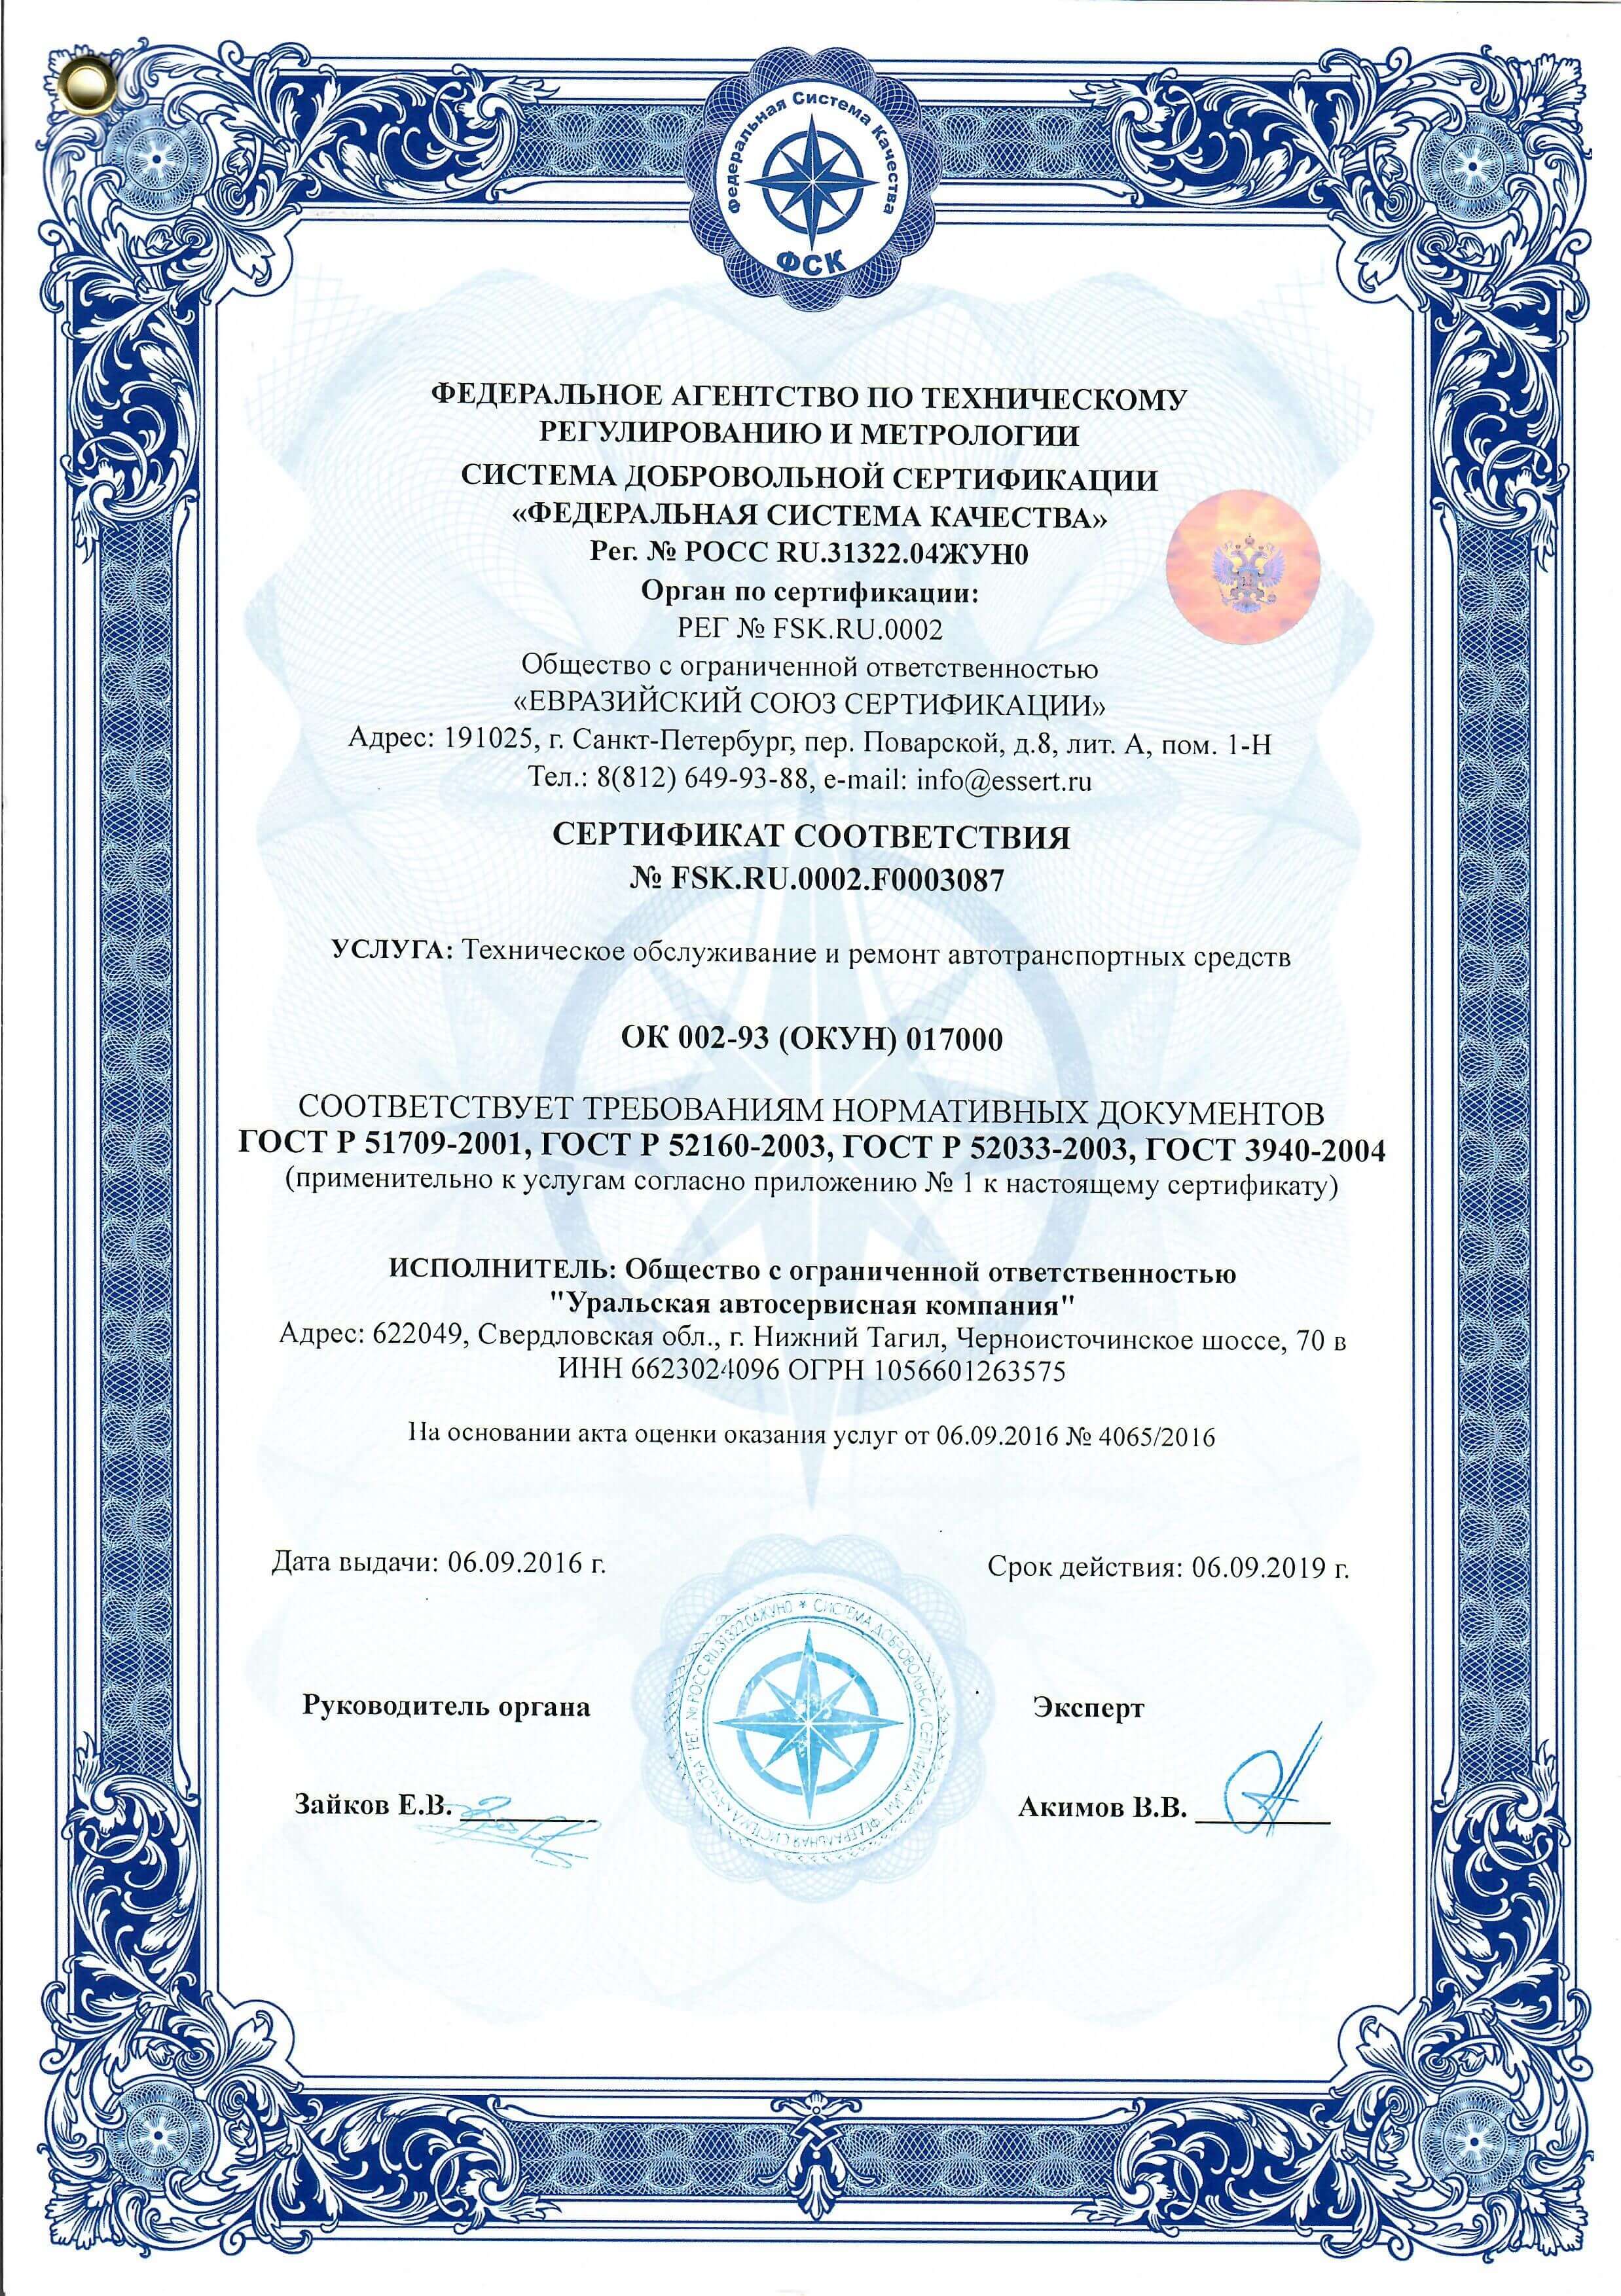 Федеральная Система Качества
ФСК
ФЕДЕРАЛЬНОЕ АГЕНТСТВО ПО ТЕХНИЧЕСКОМУ
РЕГУЛИРОВАНИЮ И МЕТРОЛОГИИ
СИСТЕМА ДОБРОВОЛЬНОЙ СЕРТИФИКАЦИИ
«ФЕДЕРАЛЬНАЯ СИСТЕМА КАЧЕСТВА»
Рег. № РОСС RU.31322.04ЖУН0
Орган по сертификации:
РЕГ № FSK.RU.0002
Общество с ограниченной ответственностью
«ЕВРАЗИЙСКИЙ СОЮЗ СЕРТИФИКАЦИИ»
Адрес: 191025, г. Санкт-Петербург, пер. Поварской, д.8, лит. А, пом. 1-Н
Тел.: 8(812) 649-93-88, e-mail: info@essert.ru
СЕРТИФИКАТ СООТВЕТСТВИЯ
№ FSK.RU.0002.F0003087
УСЛУГА: Техническое обслуживание и ремонт автотранспортных средств
ОК 002-93 (ОКУН) 017000
СООТВЕТСТВУЕТ ТРЕБОВАНИЯМ НОРМАТИВНЫХ ДОКУМЕНТОВ
ГОСТ Р 51709-2001, ГОСТ Р 52160-2003, ГОСТ Р 52033-2003, ГОСТ 3940-2004
(применительно к услугам согласно приложению № 1 к настоящему сертификату)
ИСПОЛНИТЕЛЬ: Общество с ограниченной ответственностью
"Уральская автосервисная компания"
Адрес: 622049, Свердловская обл., г. Нижний Тагил, Черноисточинское шоссе, 70 в
ИНН 6623024096 ОГРН 1056601263575
На основании акта оценки оказания услуг от 06.09.2016 № 4065/2016
Дата выдачи: 06.09.2016 г.
Срок действия: 06.09.2019 г.
РЕГ. № РОСС RU.31322.04ЖУН0 * СИСТЕМА ДОБРОВОЛЬНОЙ СЕРТИФИКАЦИИ ФЕДЕРАЛЬНАЯ СИСТЕМА КАЧЕСТВА
Руководитель органа
Эксперт
Зайков Е.В.
Акимов В.В.